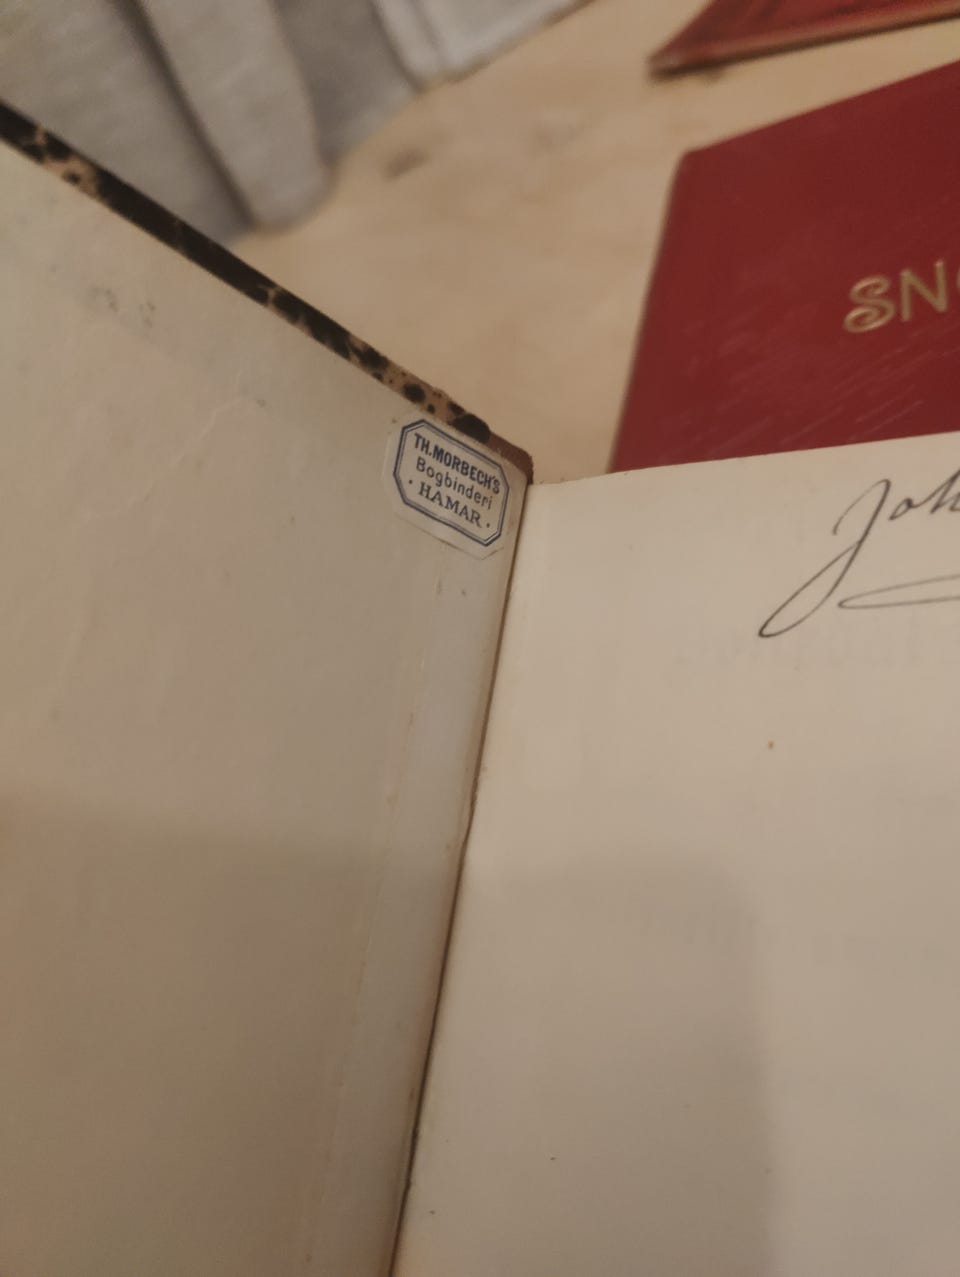 TH.MORBECH'S
Bogbinderi
· HAMAR ·